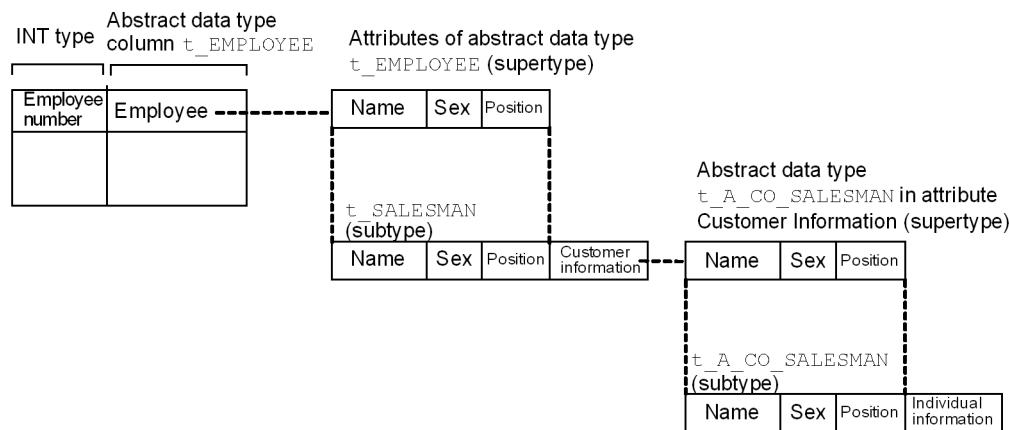 INT type
Abstract data type
column t_EMPLOYEE
Employee
number
Employee
Attributes of abstract data type
t_EMPLOYEE (supertype)
Name Sex Position
t_SALESMAN
(subtype)
Name Sex Position Customer
information
Abstract data type
t_A_CO_SALESMAN in attribute
Customer Information (supertype)
Name Sex Position
t_A_CO_SALESMAN
(subtype)
Name Sex Position Individual
information